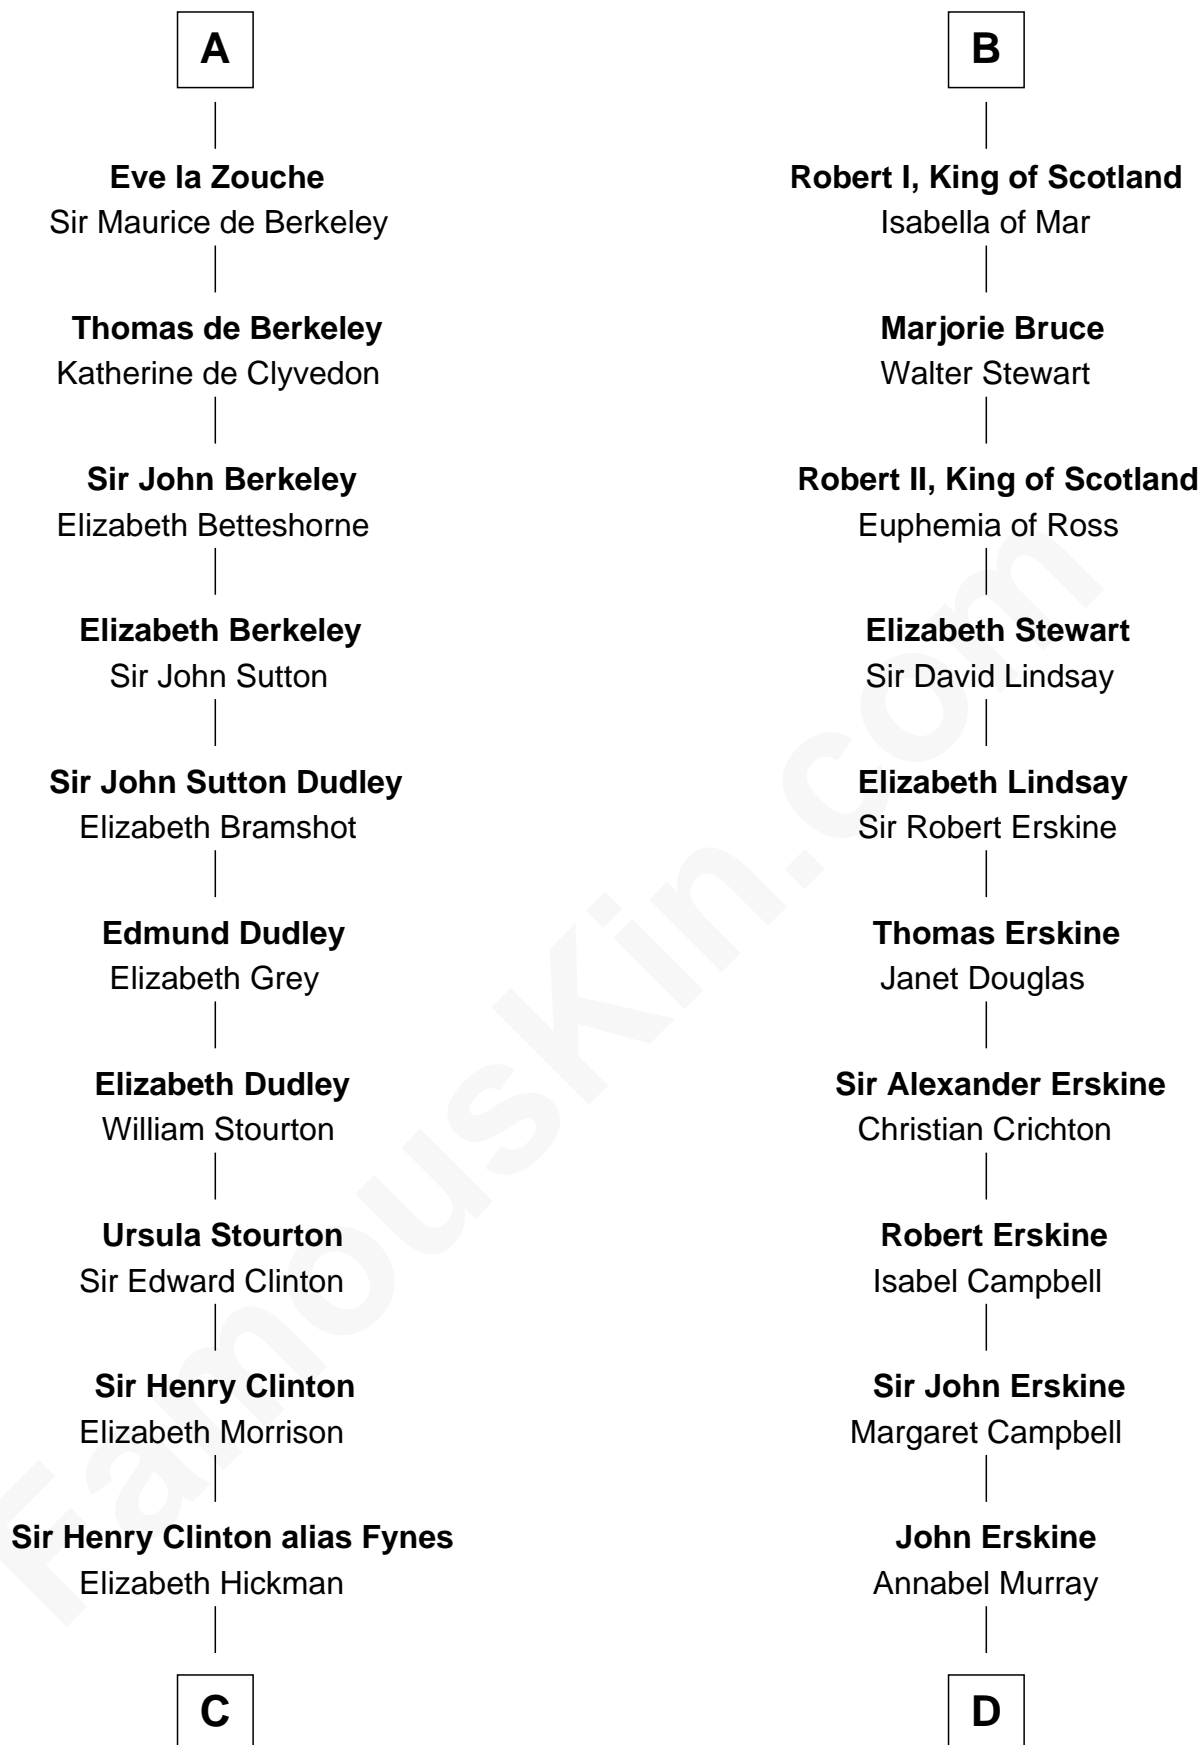 A
Eve la Zouche
Sir Maurice de Berkeley
Thomas de Berkeley
Katherine de Clyvedon
Sir John Berkeley
Elizabeth Betteshorne
Elizabeth Berkeley
Sir John Sutton
Sir John Sutton Dudley
Elizabeth Bramshot
Edmund Dudley
Elizabeth Grey
Elizabeth Dudley
William Stourton
Ursula Stourton
Sir Edward Clinton
Sir Henry Clinton
Elizabeth Morrison
Sir Henry Clinton alias Fynes
Elizabeth Hickman
C
B
Robert I, King of Scotland
Isabella of Mar
Marjorie Bruce
Walter Stewart
Robert II, King of Scotland
Euphemia of Ross
Elizabeth Stewart
Sir David Lindsay
Elizabeth Lindsay
Sir Robert Erskine
Thomas Erskine
Janet Douglas
Sir Alexander Erskine
Christian Crichton
Robert Erskine
Isabel Campbell
Sir John Erskine
Margaret Campbell
John Erskine
Annabel Murray
D
FamousKin.com